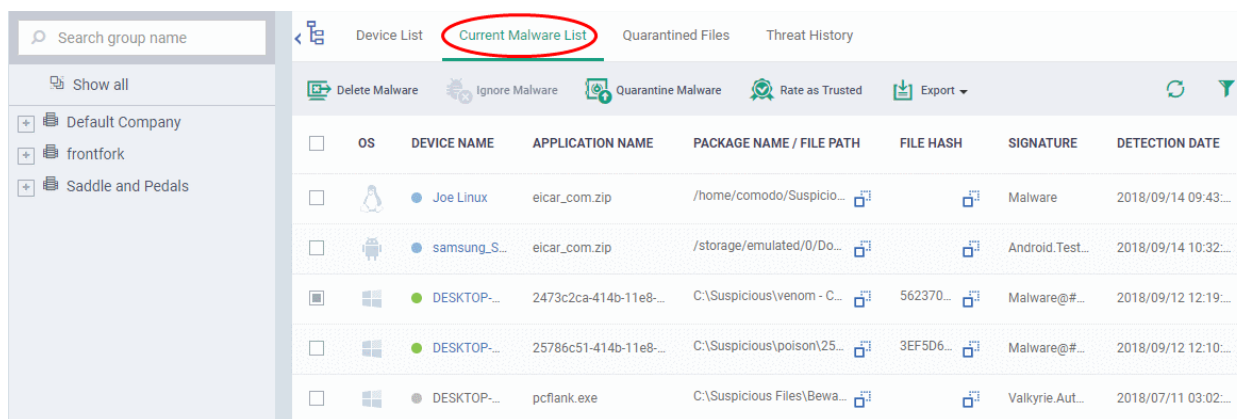 Search group name
Show all
Default Company
frontfork
Saddle and Pedals
Device List Current Malware List Quarantined Files Threat History
Delete Malware Ignore Malware Quarantine Malware Rate as Trusted Export
OS DEVICE NAME APPLICATION NAME PACKAGE NAME / FILE PATH FILE HASH SIGNATURE DETECTION DATE
Joe Linux eicar_com.zip /home/comodo/Suspicio... Malware 2018/09/14 09:43:...
samsung_S... eicar_com.zip /storage/emulated/0/Do... Android.Test... 2018/09/14 10:32:...
DESKTOP-... 2473c2ca-414b-11e8-... C:\Suspicious\venom - C... 562370... Malware@#... 2018/09/12 12:19:...
DESKTOP-... 25786c51-414b-11e8-... C:\Suspicious\poison\25... 3EF5D6... Malware@#... 2018/09/12 12:10:...
DESKTOP-... pcflank.exe C:\Suspicious Files\Bewa... Valkyrie.Aut... 2018/07/11 03:02:...